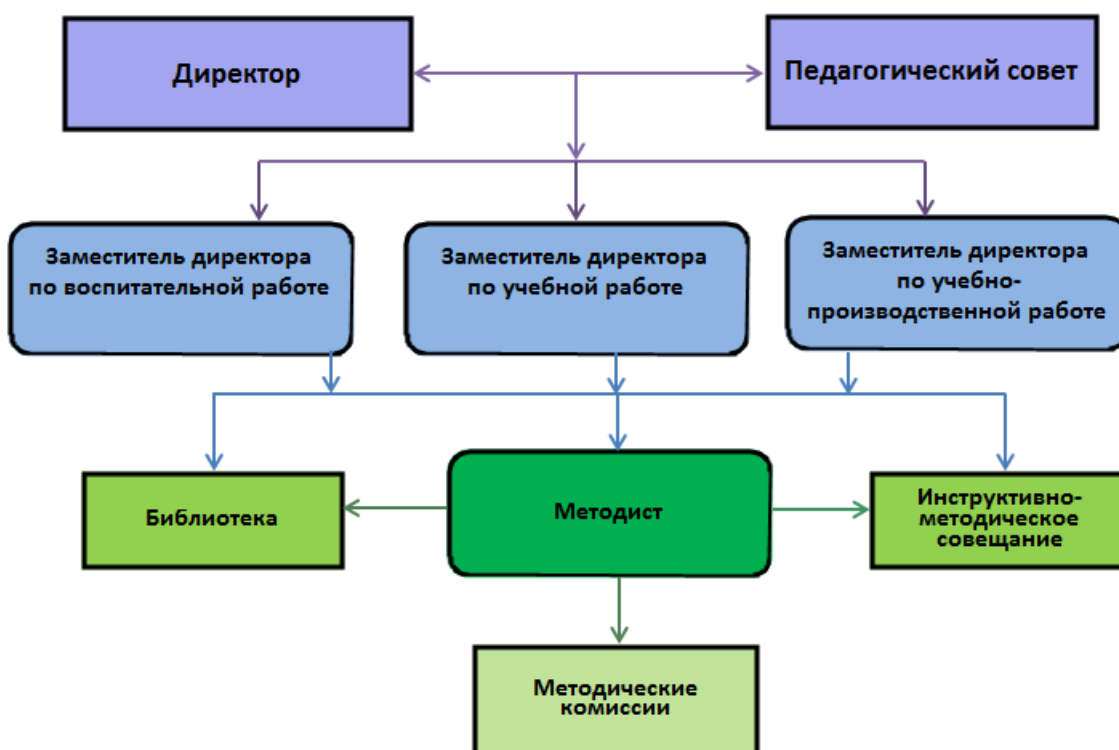 Директор
Педагогический совет
Заместитель директора
по воспитательной работе
Заместитель директора
по учебной работе
Заместитель директора
по учебно-
производственной работе
Библиотека
Методист
Инструктивно-
методическое
совещание
Методические
комиссии